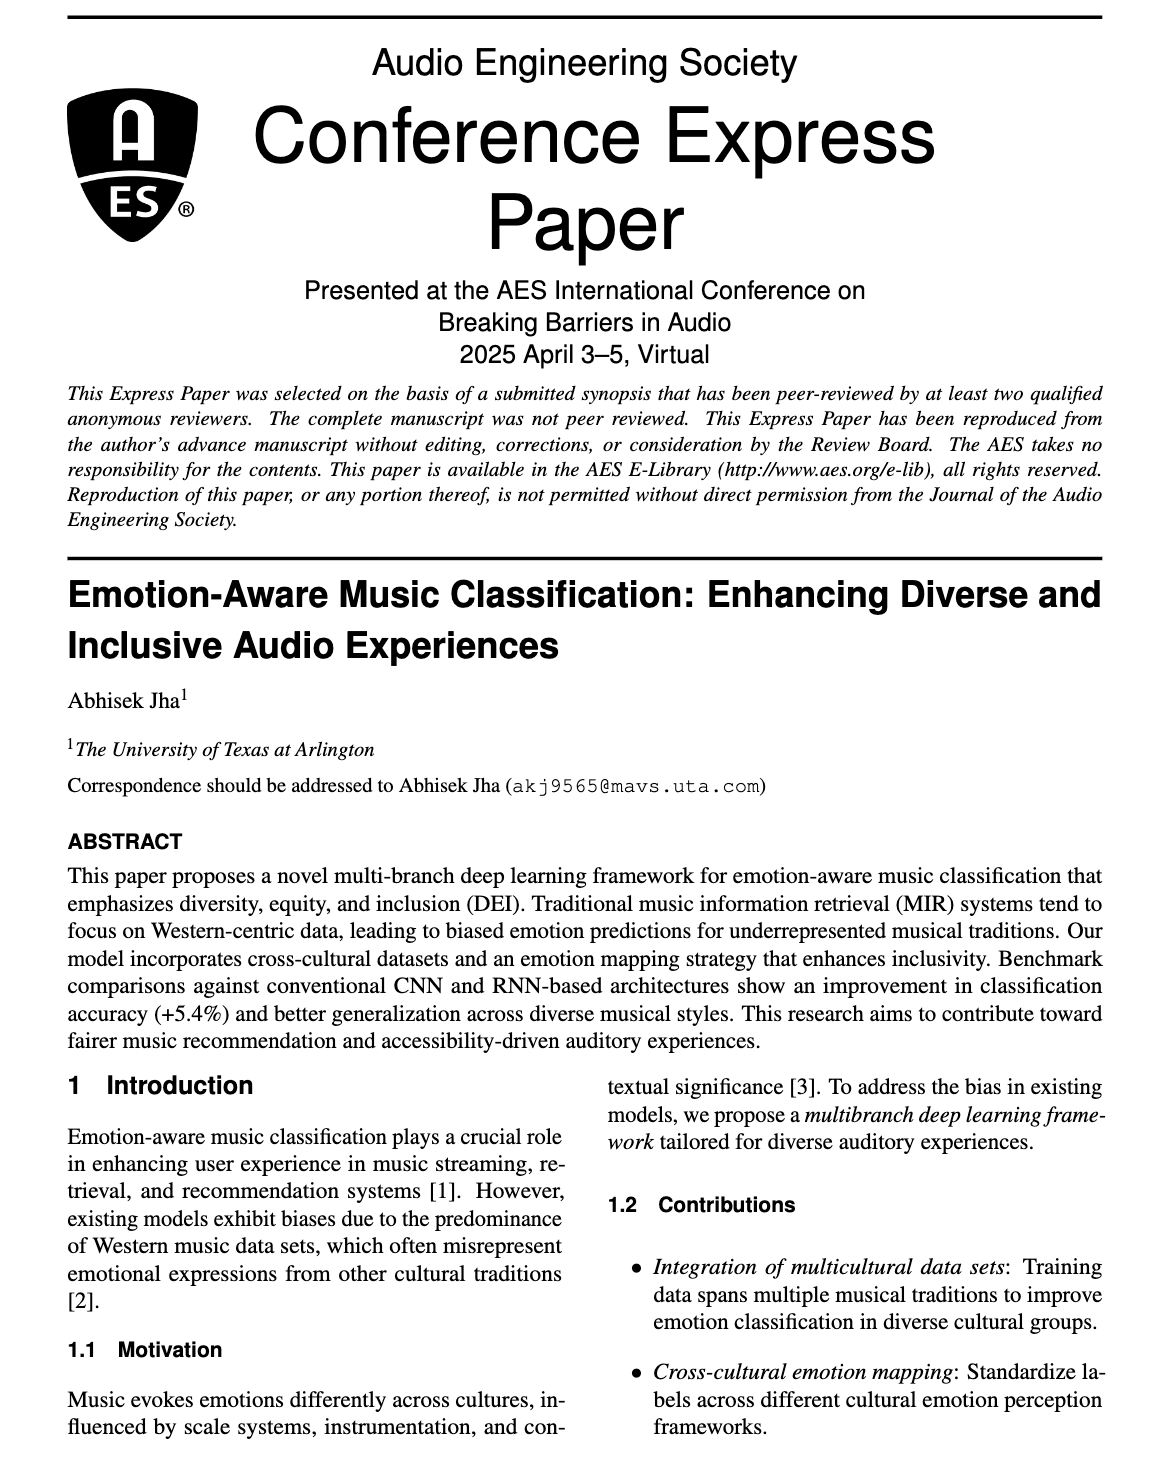 Audio Engineering Society
Conference Express
Paper
A
ES ®
Presented at the AES International Conference on
Breaking Barriers in Audio
2025 April 3–5, Virtual
This Express Paper was selected on the basis of a submitted synopsis that has been peer-reviewed by at least two qualified
anonymous reviewers. The complete manuscript was not peer reviewed. This Express Paper has been reproduced from
the author's advance manuscript without editing, corrections, or consideration by the Review Board. The AES takes no
responsibility for the contents. This paper is available in the AES E-Library (http://www.aes.org/e-lib), all rights reserved.
Reproduction of this paper, or any portion thereof, is not permitted without direct permission from the Journal of the Audio
Engineering Society.
Emotion-Aware Music Classification: Enhancing Diverse and
Inclusive Audio Experiences
Abhisek Jha¹
¹The University of Texas at Arlington
Correspondence should be addressed to Abhisek Jha (akj9565@mavs.uta.com)
ABSTRACT
This paper proposes a novel multi-branch deep learning framework for emotion-aware music classification that
emphasizes diversity, equity, and inclusion (DEI). Traditional music information retrieval (MIR) systems tend to
focus on Western-centric data, leading to biased emotion predictions for underrepresented musical traditions. Our
model incorporates cross-cultural datasets and an emotion mapping strategy that enhances inclusivity. Benchmark
comparisons against conventional CNN and RNN-based architectures show an improvement in classification
accuracy (+5.4%) and better generalization across diverse musical styles. This research aims to contribute toward
fairer music recommendation and accessibility-driven auditory experiences.
1 Introduction
Emotion-aware music classification plays a crucial role
in enhancing user experience in music streaming, re-
trieval, and recommendation systems [1]. However,
existing models exhibit biases due to the predominance
of Western music data sets, which often misrepresent
emotional expressions from other cultural traditions
[2].
1.1 Motivation
Music evokes emotions differently across cultures, in-
fluenced by scale systems, instrumentation, and con-
textual significance [3]. To address the bias in existing
models, we propose a multibranch deep learning frame-
work tailored for diverse auditory experiences.
1.2 Contributions
• Integration of multicultural data sets: Training
data spans multiple musical traditions to improve
emotion classification in diverse cultural groups.
• Cross-cultural emotion mapping: Standardize la-
bels across different cultural emotion perception
frameworks.